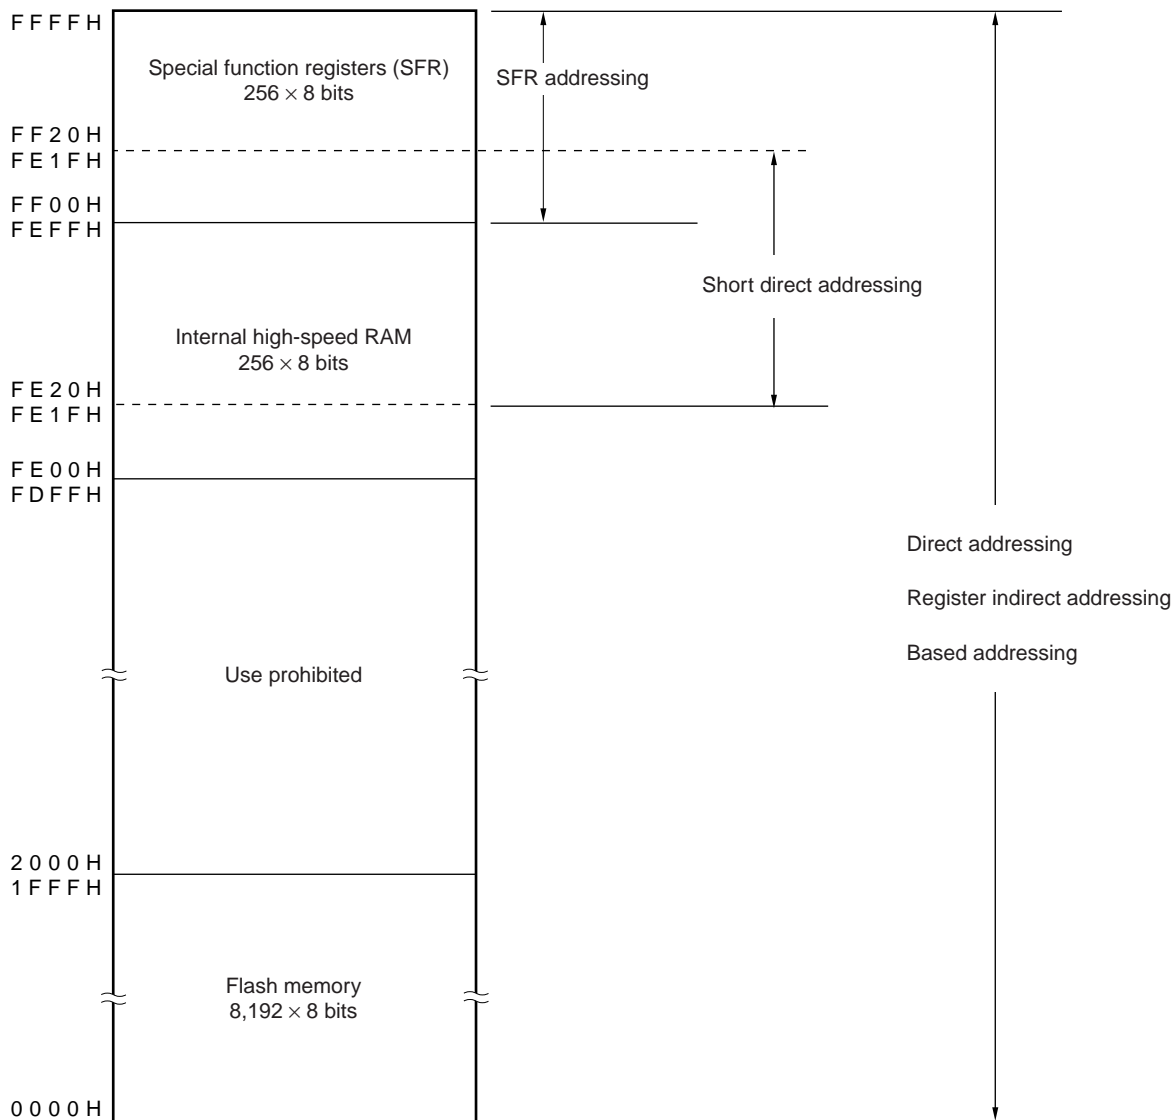 FFFFH
Special function registers (SFR)
256 × 8 bits
SFR addressing
FF20H
FE1FH
FF00H
FEFFH
Short direct addressing
Internal high-speed RAM
256 × 8 bits
FE20H
FE1FH
FE00H
FDFFH
Direct addressing
Register indirect addressing
Based addressing
Use prohibited
2000H
1FFFH
Flash memory
8,192 × 8 bits
0000H